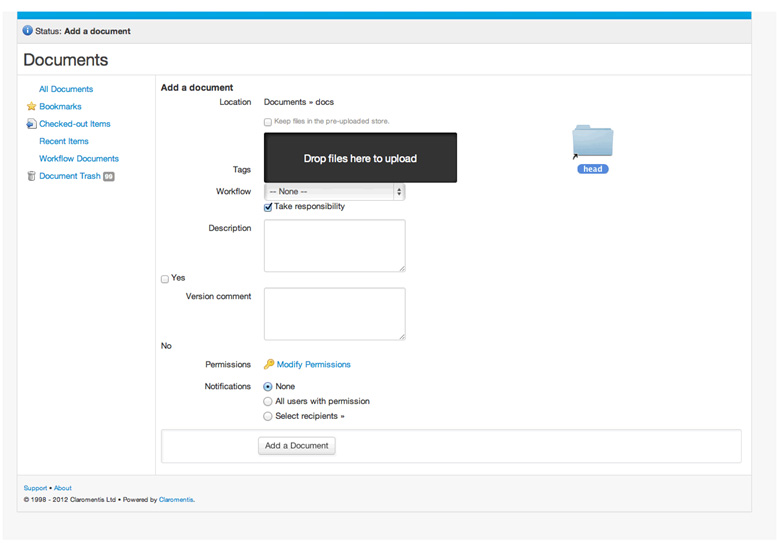 Status: Add a document
Documents
All Documents
Bookmarks
Checked-out Items
Recent Items
Workflow Documents
Document Trash 99
Add a document
Location Documents » docs
Keep files in the pre-uploaded store.
Drop files here to upload
Tags
Workflow -- None --
Take responsibility
Description
Yes
Version comment
No
Permissions Modify Permissions
Notifications None
All users with permission
Select recipients »
Add a Document
head
Support • About
© 1998 - 2012 Claromentis Ltd • Powered by Claromentis.